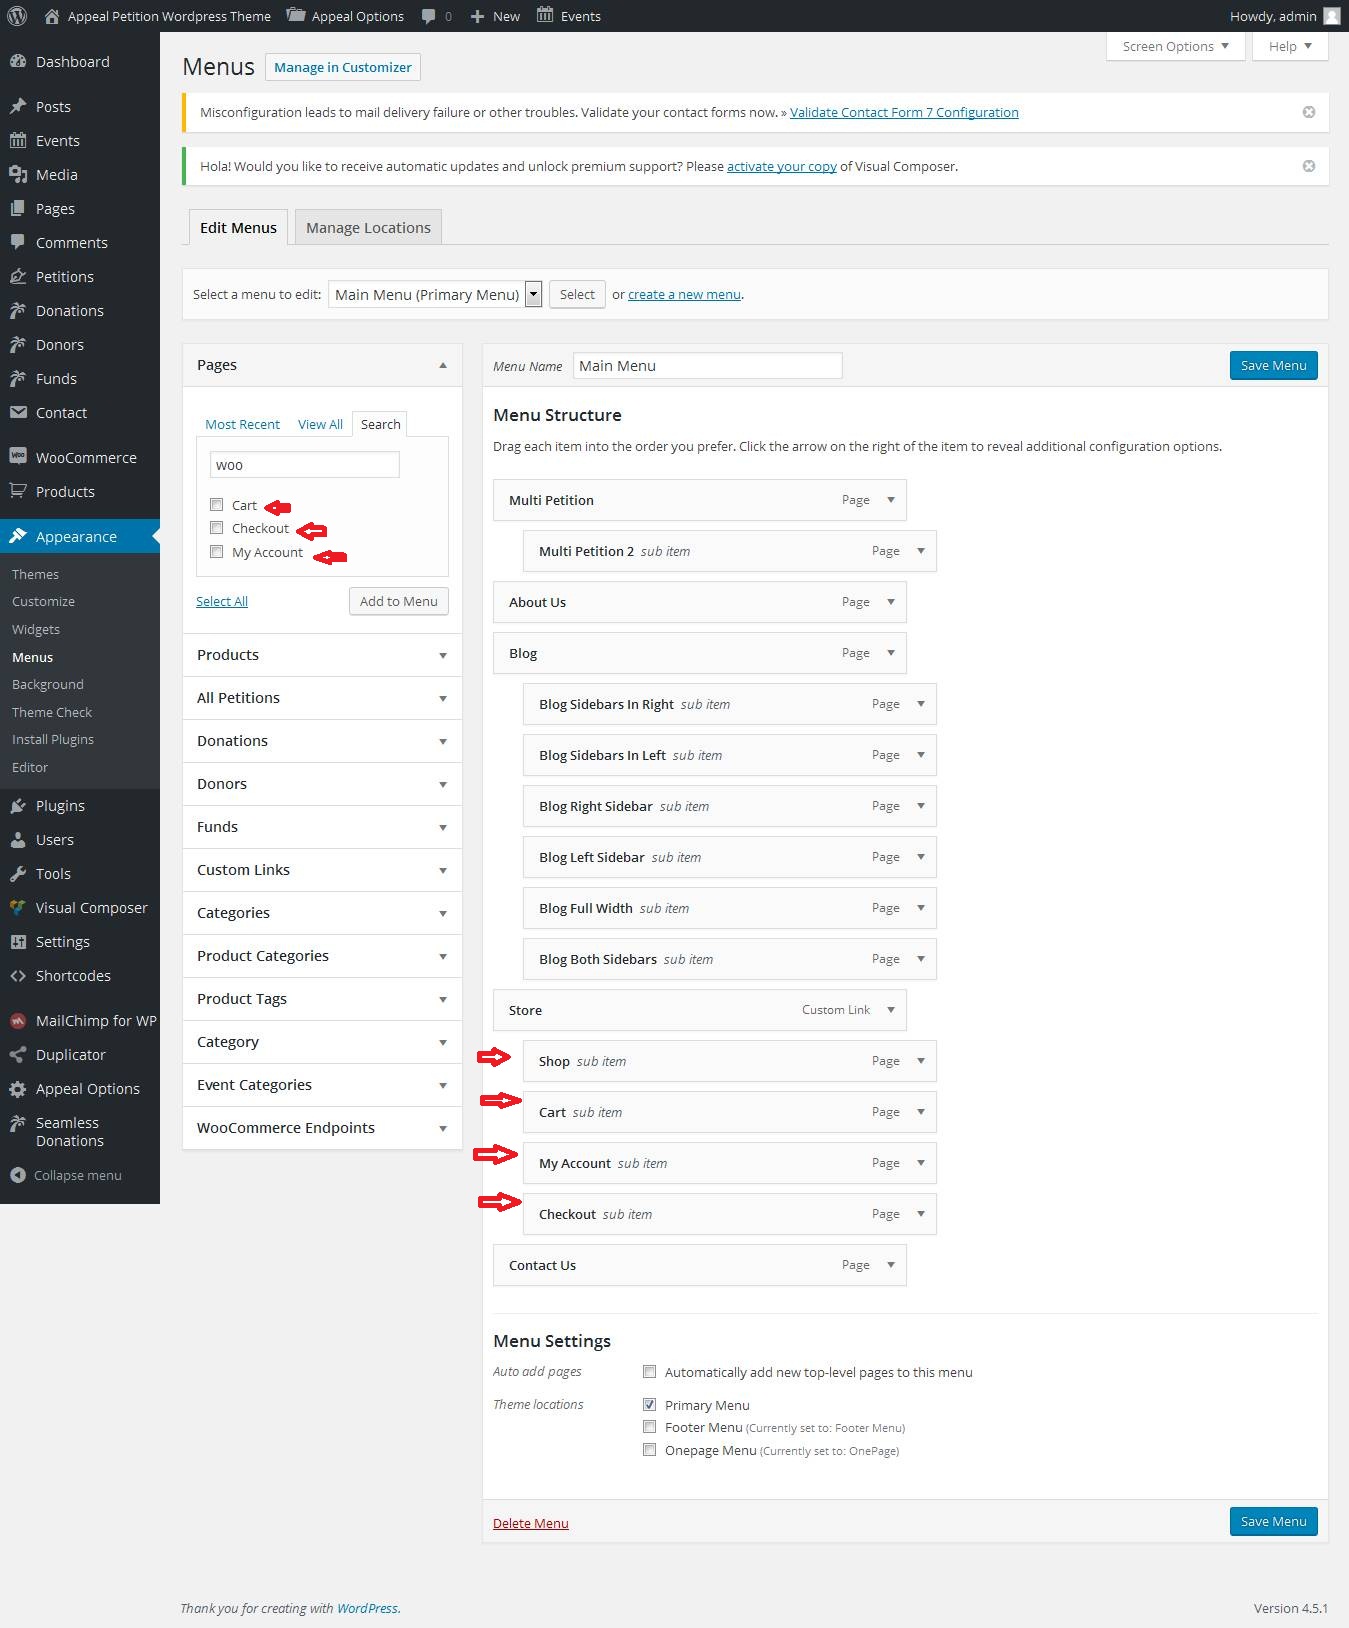 Appeal Petition Wordpress Theme Appeal Options 0 New Events Howdy, admin
Dashboard
Posts
Events
Media
Pages
Comments
Petitions
Donations
Donors
Funds
Contact
WooCommerce
Products
Appearance
Themes
Customize
Widgets
Menus
Background
Theme Check
Install Plugins
Editor
Plugins
Users
Tools
Visual Composer
Settings
Shortcodes
MailChimp for WP
Duplicator
Appeal Options
Seamless
Donations
Collapse menu
Screen Options Help
Menus Manage in Customizer
Misconfiguration leads to mail delivery failure or other troubles. Validate your contact forms now. » Validate Contact Form 7 Configuration
Hola! Would you like to receive automatic updates and unlock premium support? Please activate your copy of Visual Composer.
Edit Menus Manage Locations
Select a menu to edit: Main Menu (Primary Menu) Select or create a new menu.
Pages
Most Recent View All Search
woo
Cart
Checkout
My Account
Select All Add to Menu
Products
All Petitions
Donations
Donors
Funds
Custom Links
Categories
Product Categories
Product Tags
Category
Event Categories
WooCommerce Endpoints
Menu Name Main Menu Save Menu
Menu Structure
Drag each item into the order you prefer. Click the arrow on the right of the item to reveal additional configuration options.
Multi Petition Page
Multi Petition 2 sub item Page
About Us Page
Blog Page
Blog Sidebars In Right sub item Page
Blog Sidebars In Left sub item Page
Blog Right Sidebar sub item Page
Blog Left Sidebar sub item Page
Blog Full Width sub item Page
Blog Both Sidebars sub item Page
Store Custom Link
Shop sub item Page
Cart sub item Page
My Account sub item Page
Checkout sub item Page
Contact Us Page
Menu Settings
Auto add pages Automatically add new top-level pages to this menu
Theme locations Primary Menu
Footer Menu (Currently set to: Footer Menu)
Onepage Menu (Currently set to: OnePage)
Delete Menu Save Menu
Thank you for creating with WordPress. Version 4.5.1